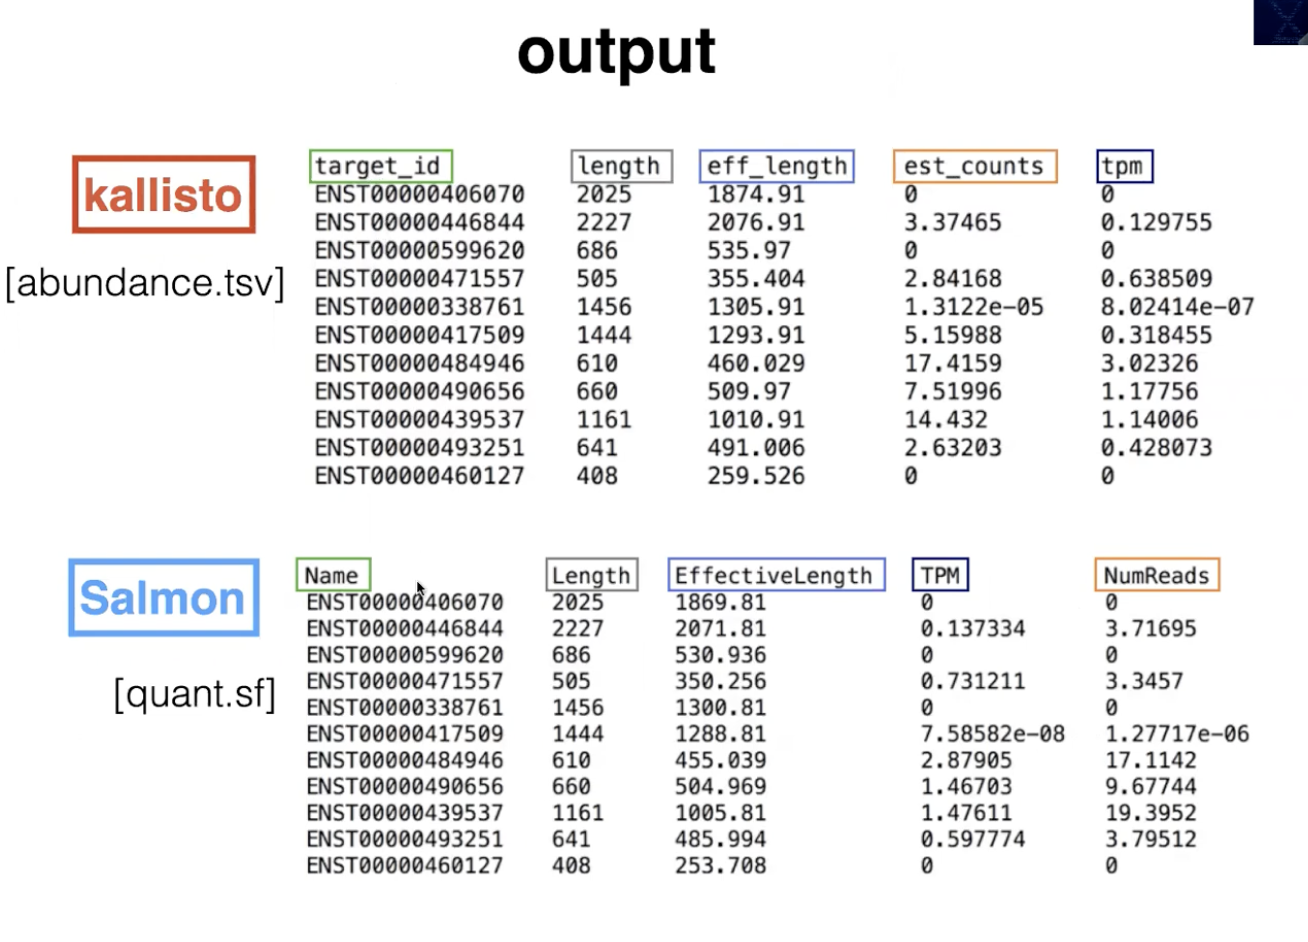 output
kallisto
[abundance.tsv]
target_id length eff_length est_counts tpm
ENST00000406070 2025 1874.91 0 0
ENST00000446844 2227 2076.91 3.37465 0.129755
ENST00000599620 686 535.97 0 0
ENST00000471557 505 355.404 2.84168 0.638509
ENST00000338761 1456 1305.91 1.3122e-05 8.02414e-07
ENST00000417509 1444 1293.91 5.15988 0.318455
ENST00000484946 610 460.029 17.4159 3.02326
ENST00000490656 660 509.97 7.51996 1.17756
ENST00000439537 1161 1010.91 14.432 1.14006
ENST00000493251 641 491.006 2.63203 0.428073
ENST00000460127 408 259.526 0 0
Salmon
[quant.sf]
Name Length EffectiveLength TPM NumReads
ENST00000406070 2025 1869.81 0 0
ENST00000446844 2227 2071.81 0.137334 3.71695
ENST00000599620 686 530.936 0 0
ENST00000471557 505 350.256 0.731211 3.3457
ENST00000338761 1456 1300.81 0 0
ENST00000417509 1444 1288.81 7.58582e-08 1.27717e-06
ENST00000484946 610 455.039 2.87905 17.1142
ENST00000490656 660 504.969 1.46703 9.67744
ENST00000439537 1161 1005.81 1.47611 19.3952
ENST00000493251 641 485.994 0.597774 3.79512
ENST00000460127 408 253.708 0 0